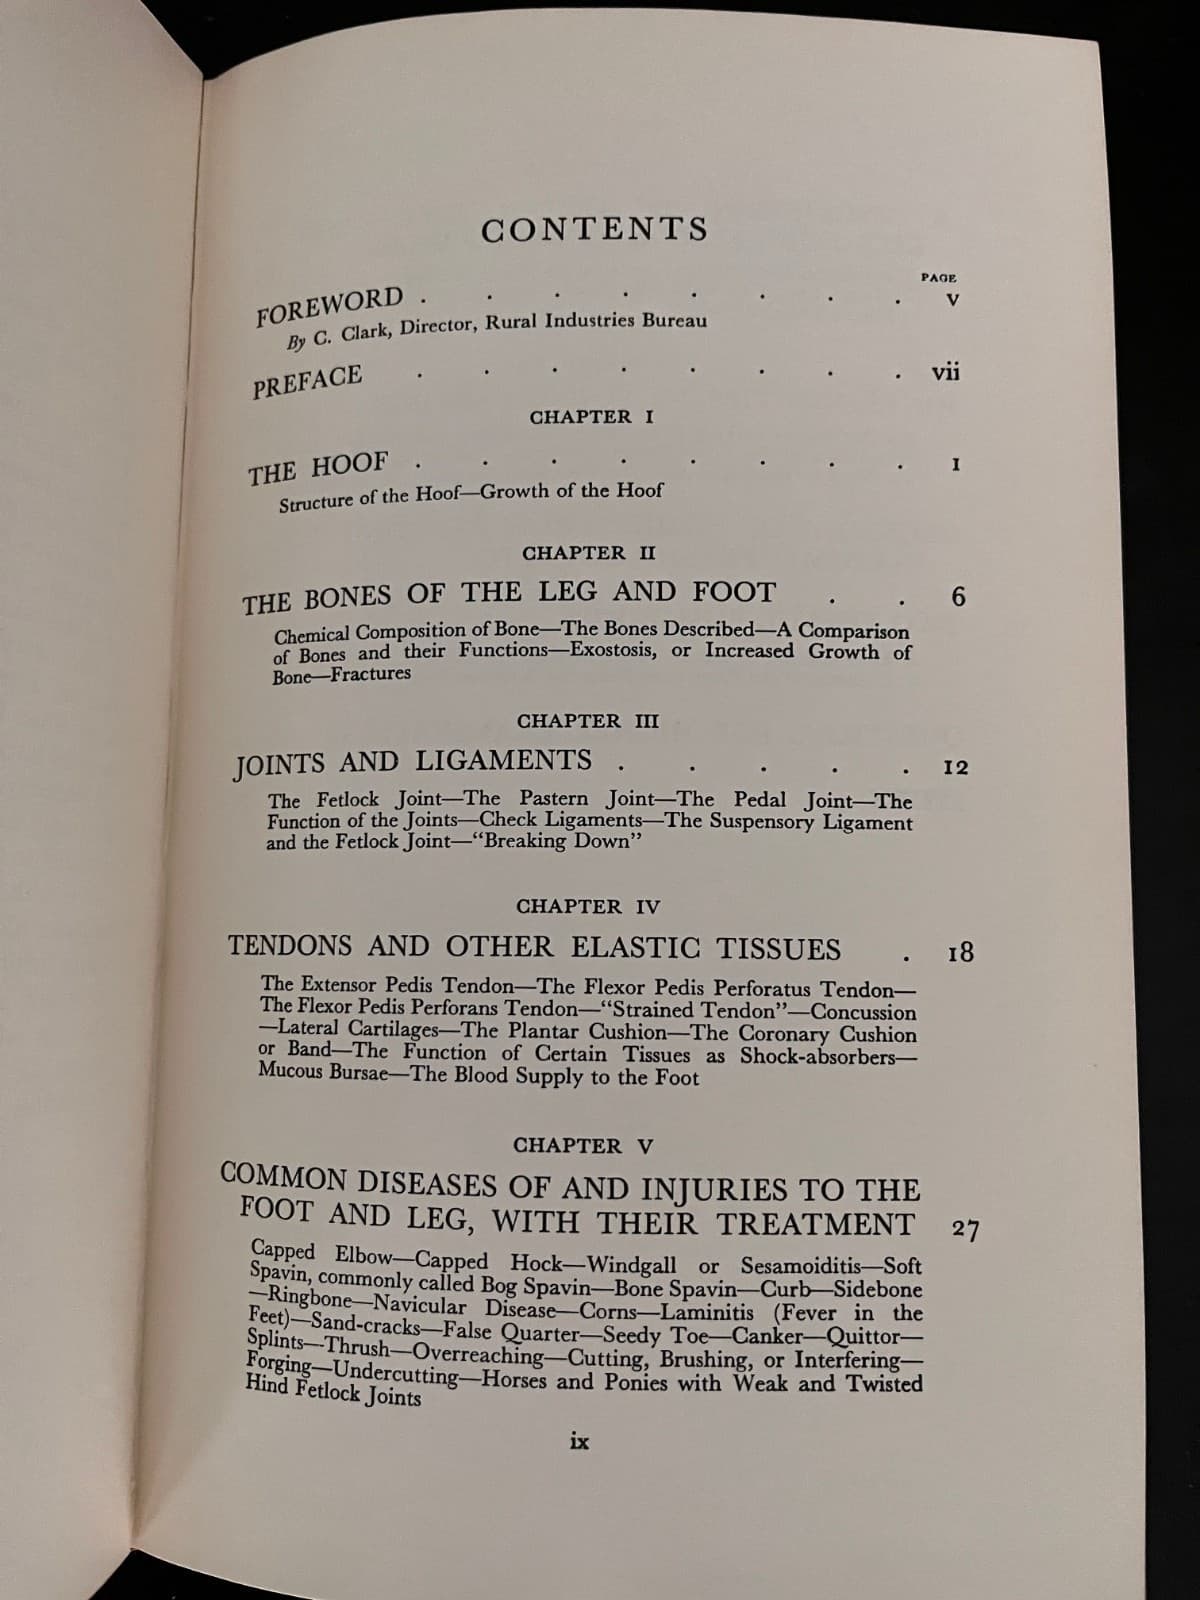 CONTENTS
PAGE
FOREWORD . . . . . . . . v
By C. Clark, Director, Rural Industries Bureau
PREFACE . . . . . . . . vii
CHAPTER I
THE HOOF . . . . . . . . 1
Structure of the Hoof—Growth of the Hoof
CHAPTER II
THE BONES OF THE LEG AND FOOT . . 6
Chemical Composition of Bone—The Bones Described—A Comparison
of Bones and their Functions—Exostosis, or Increased Growth of
Bone—Fractures
CHAPTER III
JOINTS AND LIGAMENTS . . . . . 12
The Fetlock Joint—The Pastern Joint—The Pedal Joint—The
Function of the Joints—Check Ligaments—The Suspensory Ligament
and the Fetlock Joint—“Breaking Down”
CHAPTER IV
TENDONS AND OTHER ELASTIC TISSUES . 18
The Extensor Pedis Tendon—The Flexor Pedis Perforatus Tendon—
The Flexor Pedis Perforans Tendon—“Strained Tendon”—Concussion
—Lateral Cartilages—The Plantar Cushion—The Coronary Cushion
or Band—The Function of Certain Tissues as Shock-absorbers—
Mucous Bursae—The Blood Supply to the Foot
CHAPTER V
COMMON DISEASES OF AND INJURIES TO THE
FOOT AND LEG, WITH THEIR TREATMENT 27
Capped Elbow—Capped Hock—Windgall or Sesamoiditis—Soft
Spavin, commonly called Bog Spavin—Bone Spavin—Curb—Sidebone
—Ringbone—Navicular Disease—Corns—Laminitis (Fever in the
Feet)—Sand-cracks—False Quarter—Seedy Toe—Canker—Quittor—
Splints—Thrush—Overreaching—Cutting, Brushing, or Interfering—
Forging—Undercutting—Horses and Ponies with Weak and Twisted
Hind Fetlock Joints
ix